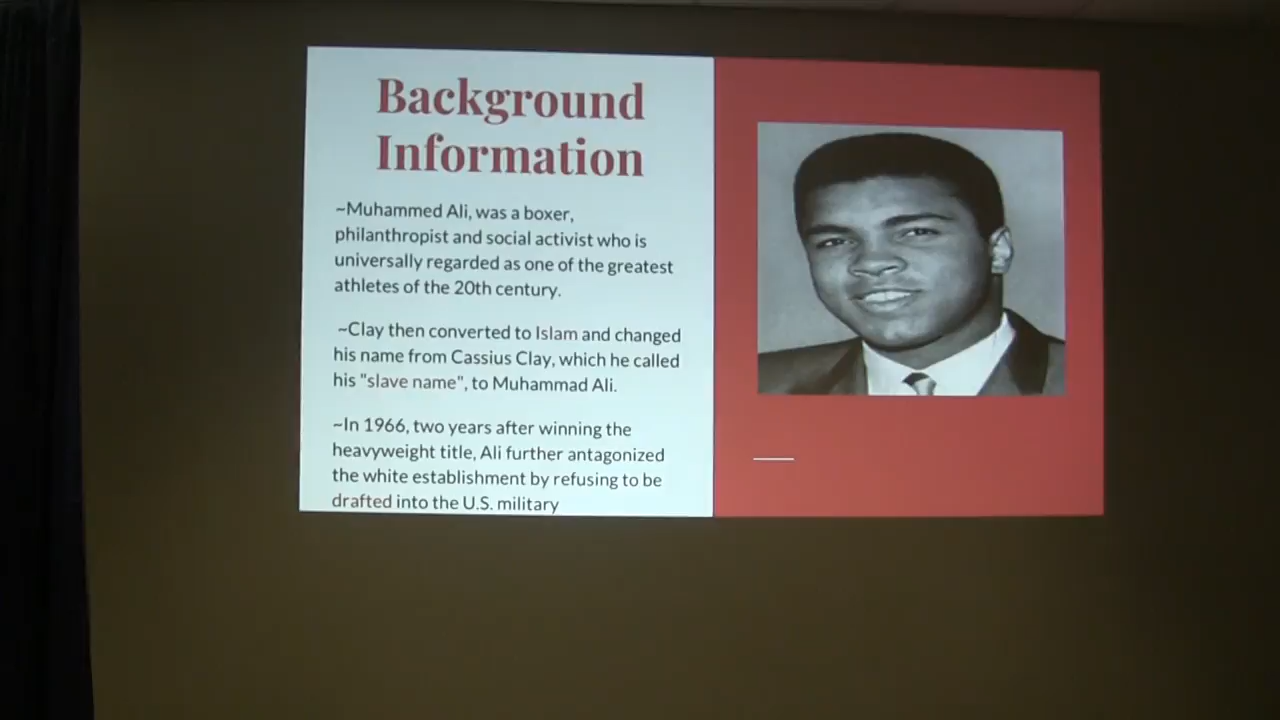 Background
Information
~Muhammed Ali, was a boxer,
philanthropist and social activist who is
universally regarded as one of the greatest
athletes of the 20th century.
~Clay then converted to Islam and changed
his name from Cassius Clay, which he called
his "slave name", to Muhammad Ali.
~In 1966, two years after winning the
heavyweight title, Ali further antagonized
the white establishment by refusing to be
drafted into the U.S. military